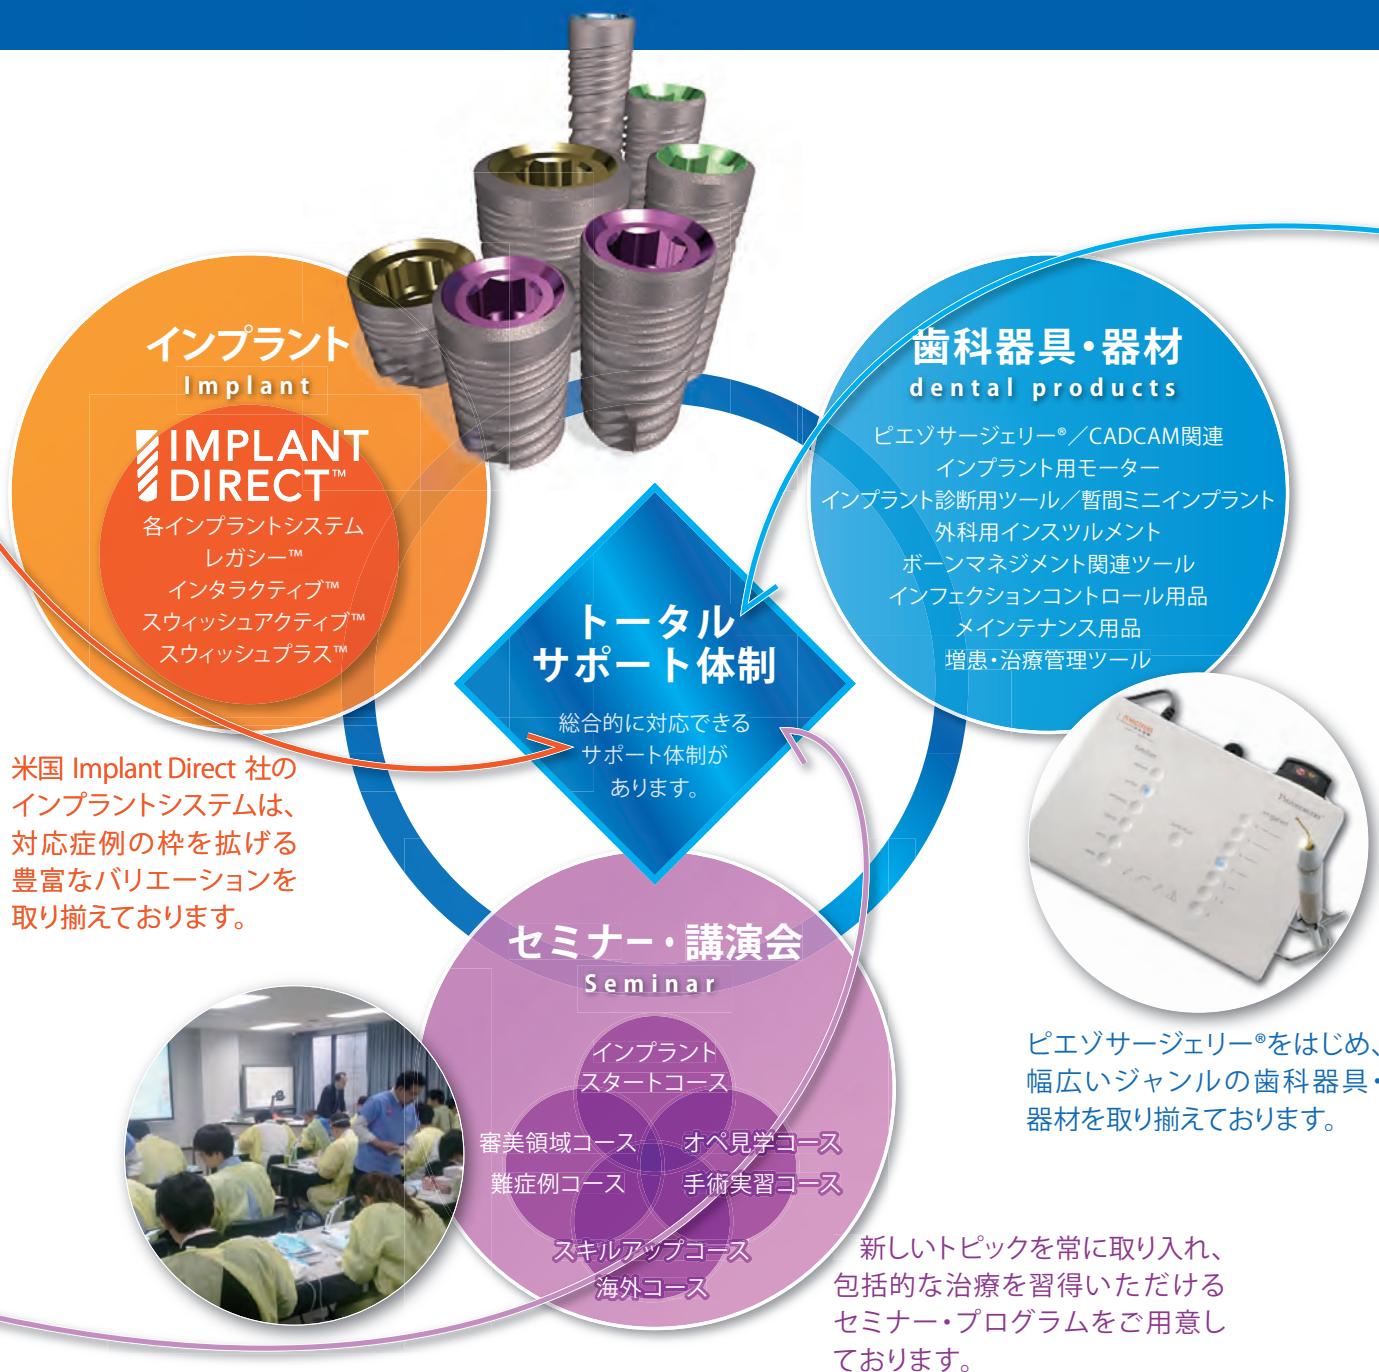 インプラント
Implant
IMPLANT
DIRECT™
各インプラントシステム
レガシー™
インタラクティブ™
スウィッシュアクティブ™
スウィッシュプラス™
米国 Implant Direct 社の
インプラントシステムは、
対応症例の枠を拡げる
豊富なバリエーションを
取り揃えております。
歯科器具・器材
dental products
ピエゾサージェリー®／CADCAM関連
インプラント用モーター
インプラント診断用ツール／暫間ミニインプラント
外科用インスツルメント
ボーンマネジメント関連ツール
インフェクションコントロール用品
メインテナンス用品
増患・治療管理ツール
ピエゾサージェリー®をはじめ、
幅広いジャンルの歯科器具・
器材を取り揃えております。
トータル
サポート体制
総合的に対応できる
サポート体制が
あります。
セミナー・講演会
Seminar
インプラント
スタートコース
審美領域コース
難症例コース
オペ見学コース
手術実習コース
スキルアップコース
海外コース
新しいトピックを常に取り入れ、
包括的な治療を習得いただける
セミナー・プログラムをご用意し
ております。